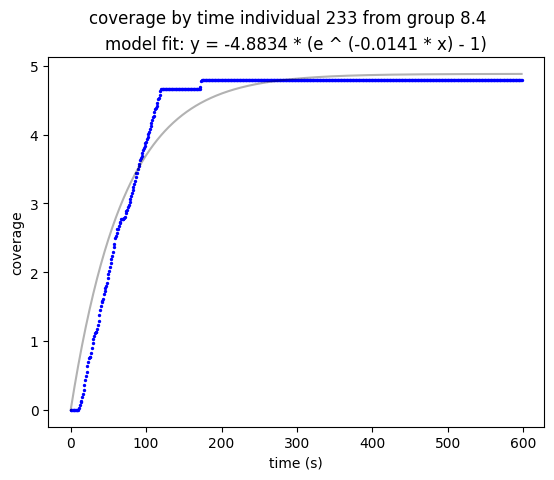 coverage by time individual 233 from group 8.4
model fit: y = -4.8834 * (e ^ (-0.0141 * x) - 1)
5
4
3
2
1
0
coverage
0 100 200 300 400 500 600
time (s)